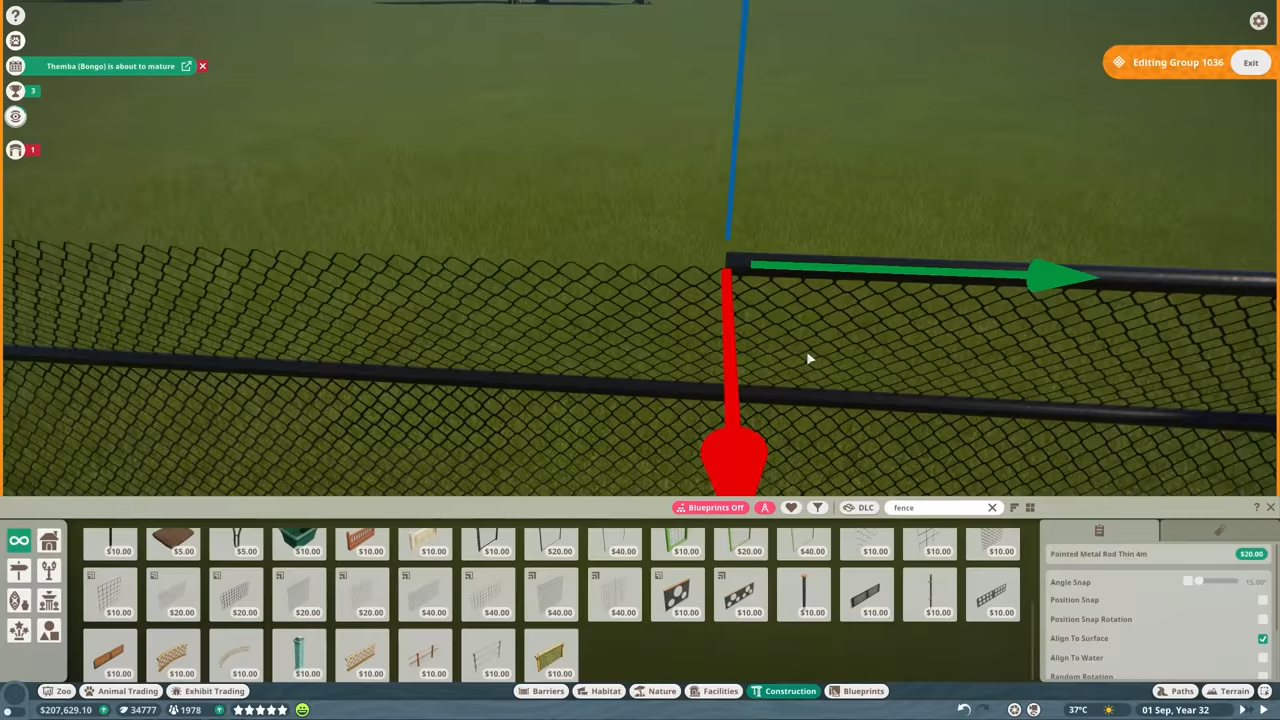 ?
Themba (Bongo) is about to mature
3
1
Editing Group 1036
Exit
Blueprints Off
DLC
fence
?
$10.00 $5.00 $5.00 $10.00 $10.00 $10.00 $10.00 $20.00 $40.00 $10.00 $20.00 $40.00 $10.00 $10.00 $10.00
$10.00 $20.00 $20.00 $20.00 $20.00 $40.00 $40.00 $40.00 $40.00 $10.00 $10.00 $10.00 $10.00 $10.00 $10.00
$10.00 $10.00 $10.00 $10.00 $10.00 $10.00 $10.00 $10.00
Painted Metal Rod Thin 4m
$20.00
Angle Snap
15.00°
Position Snap
Position Snap Rotation
Align To Surface
Align To Water
Random Rotation
Zoo
Animal Trading
Exhibit Trading
Barriers
Habitat
Nature
Facilities
Construction
Blueprints
Paths
Terrain
$207,629.10
34777
1978
37°C
01 Sep, Year 32